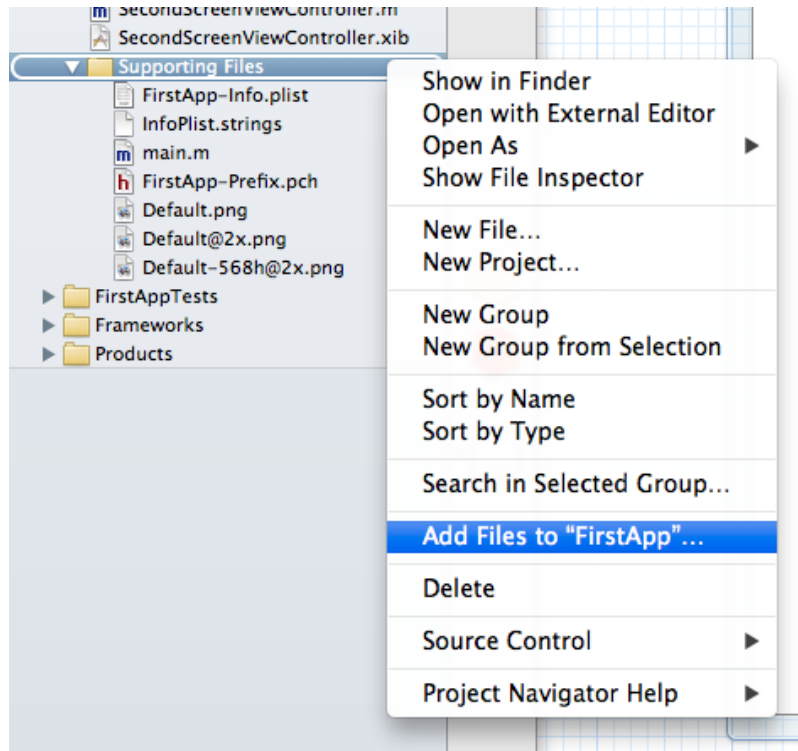 SecondScreenViewController.m
SecondScreenViewController.xib
Supporting Files
FirstApp-Info.plist
InfoPlist.strings
main.m
FirstApp-Prefix.pch
Default.png
Default@2x.png
Default-568h@2x.png
FirstAppTests
Frameworks
Products
Show in Finder
Open with External Editor
Open As
Show File Inspector
New File...
New Project...
New Group
New Group from Selection
Sort by Name
Sort by Type
Search in Selected Group...
Add Files to “FirstApp”...
Delete
Source Control
Project Navigator Help